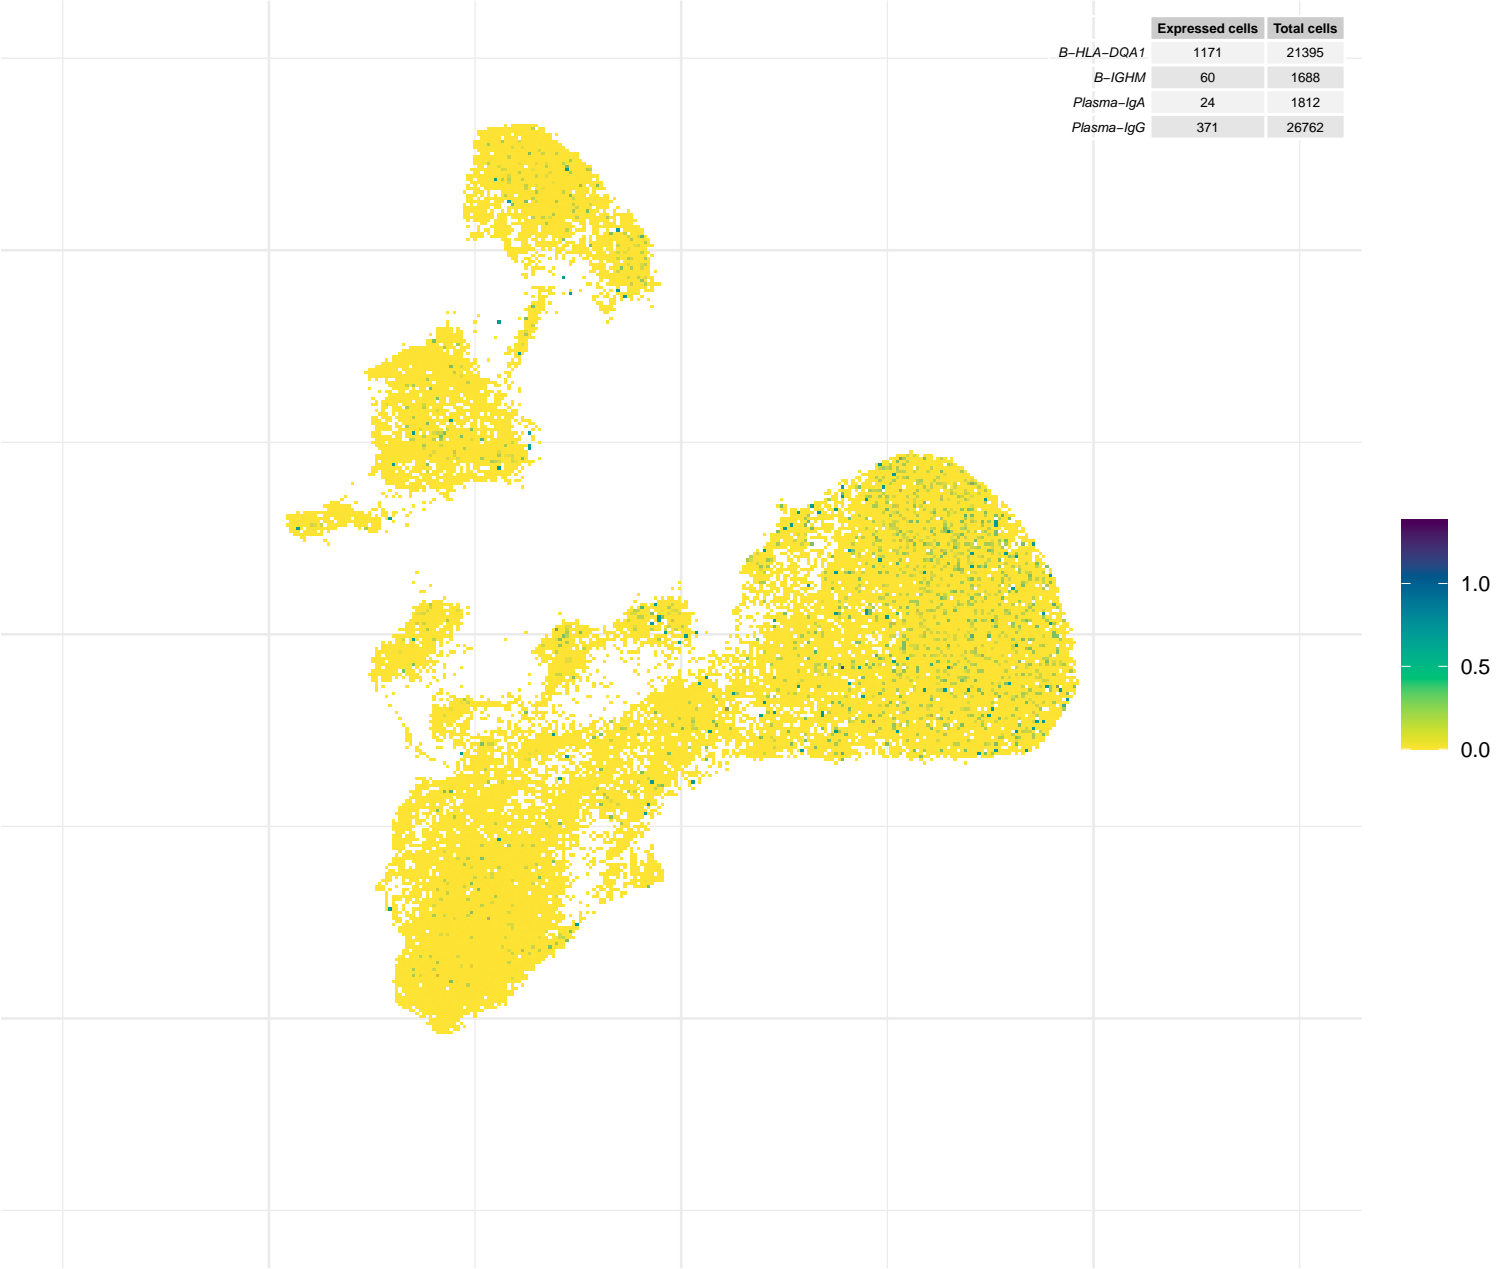 Expressed cells Total cells
B−HLA−DQA1 1171 21395
B−IGHM 60 1688
Plasma−IgA 24 1812
Plasma−IgG 371 26762
1.0
0.5
0.0